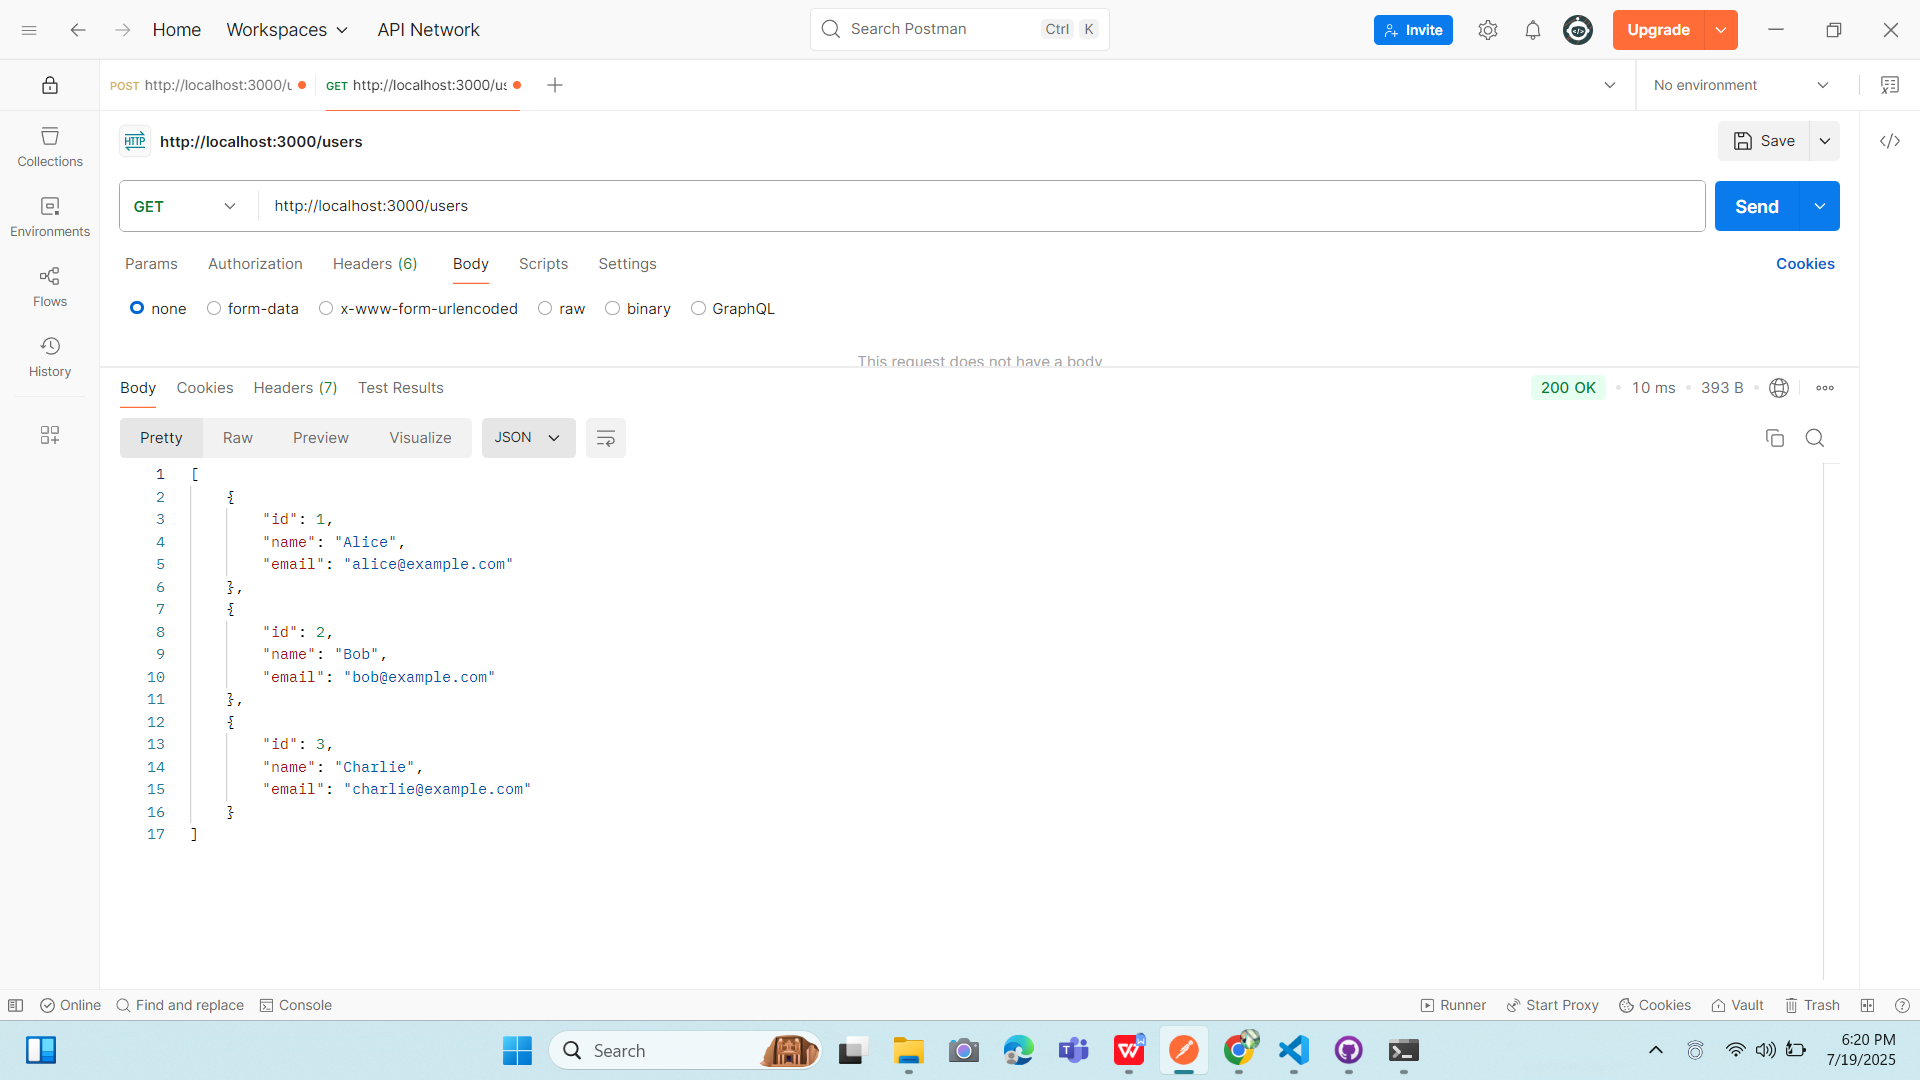 Home Workspaces API Network Search Postman Ctrl K Invite Upgrade
POST http://localhost:3000/u GET http://localhost:3000/us No environment
HTTP http://localhost:3000/users Save
Collections
GET http://localhost:3000/users Send
Environments
Params Authorization Headers (6) Body Scripts Settings Cookies
Flows
none form-data x-www-form-urlencoded raw binary GraphQL
This request does not have a body
History
Body Cookies Headers (7) Test Results 200 OK 10 ms 393 B
Pretty Raw Preview Visualize JSON
1 [
2 {
3 "id": 1,
4 "name": "Alice",
5 "email": "alice@example.com"
6 },
7 {
8 "id": 2,
9 "name": "Bob",
10 "email": "bob@example.com"
11 },
12 {
13 "id": 3,
14 "name": "Charlie",
15 "email": "charlie@example.com"
16 }
17 ]
Online Find and replace Console Runner Start Proxy Cookies Vault Trash
Search 6:20 PM
7/19/2025